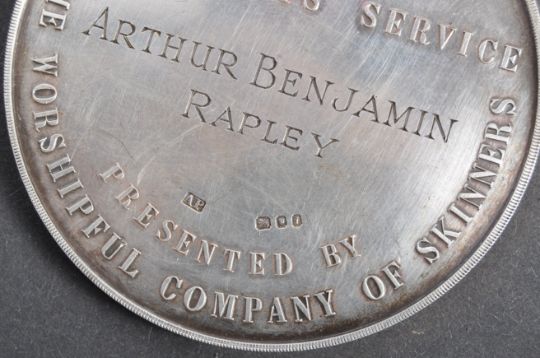 SERVICE
ARTHUR BENJAMIN
RAPLEY
PRESENTED BY
WORSHIPFUL COMPANY OF SKINNERS